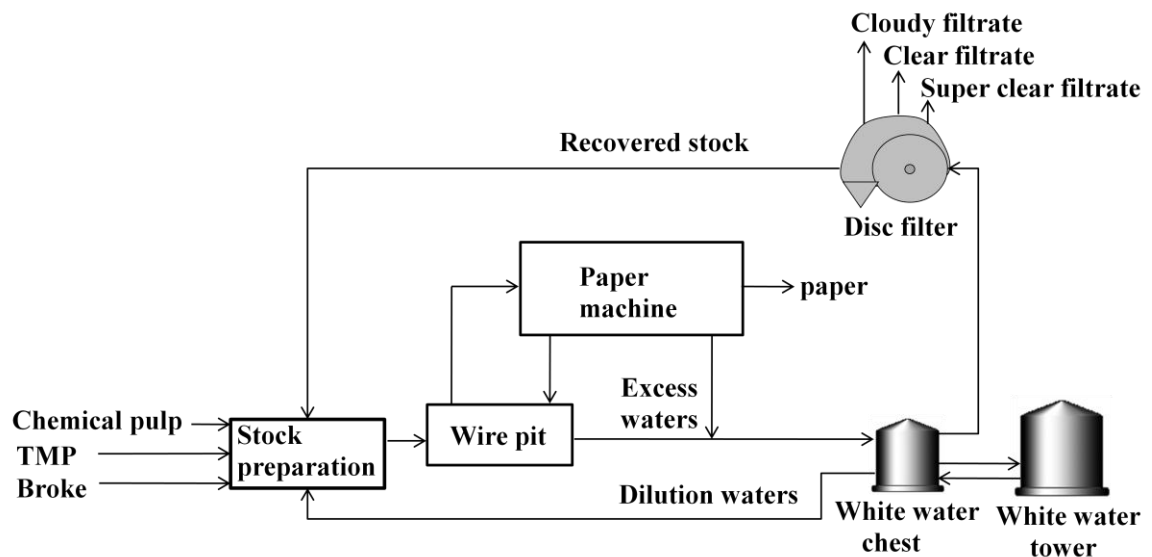 Cloudy filtrate
Clear filtrate
Super clear filtrate
Recovered stock
Disc filter
Paper
machine
paper
Excess
waters
Chemical pulp
TMP
Broke
Stock
preparation
Wire pit
Dilution waters
White water
chest
White water
tower